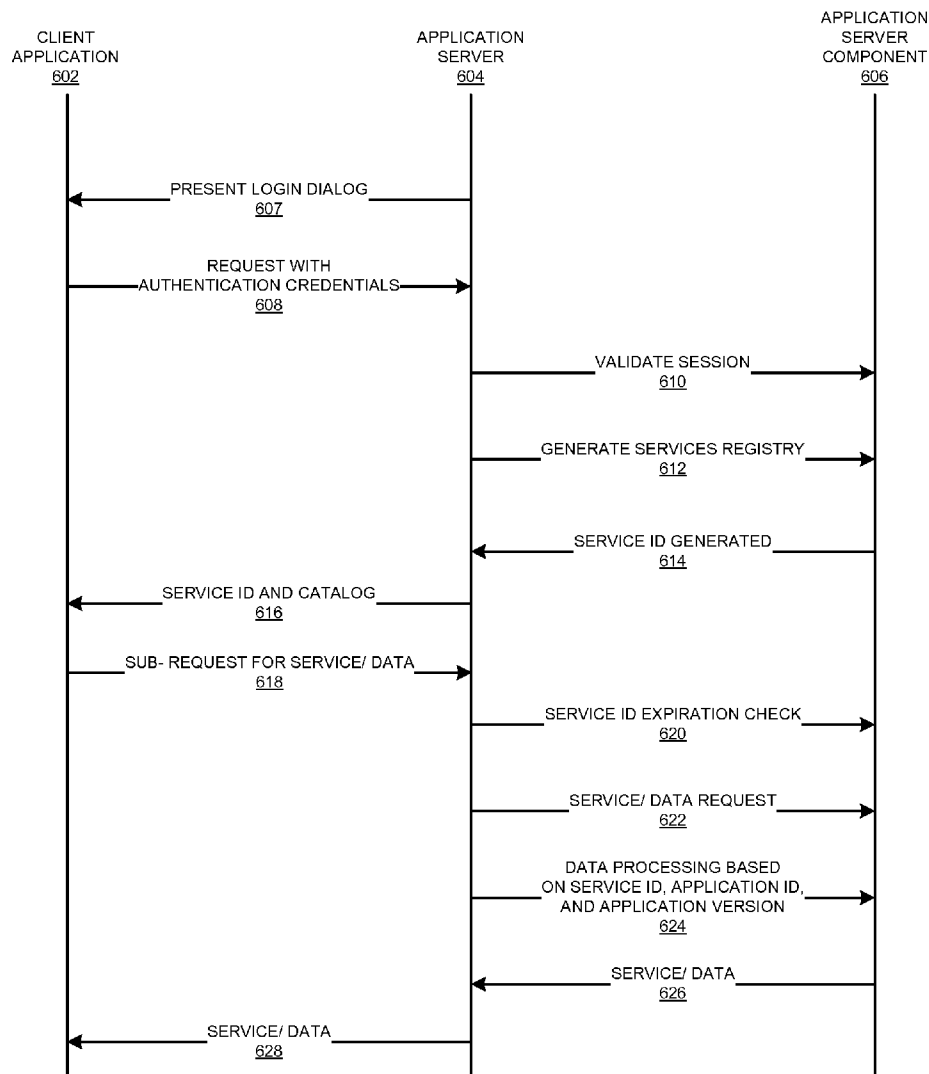 CLIENT
APPLICATION
602
APPLICATION
SERVER
604
APPLICATION
SERVER
COMPONENT
606
PRESENT LOGIN DIALOG
607
REQUEST WITH
AUTHENTICATION CREDENTIALS
608
VALIDATE SESSION
610
GENERATE SERVICES REGISTRY
612
SERVICE ID GENERATED
614
SERVICE ID AND CATALOG
616
SUB- REQUEST FOR SERVICE/ DATA
618
SERVICE ID EXPIRATION CHECK
620
SERVICE/ DATA REQUEST
622
DATA PROCESSING BASED
ON SERVICE ID, APPLICATION ID,
AND APPLICATION VERSION
624
SERVICE/ DATA
626
SERVICE/ DATA
628